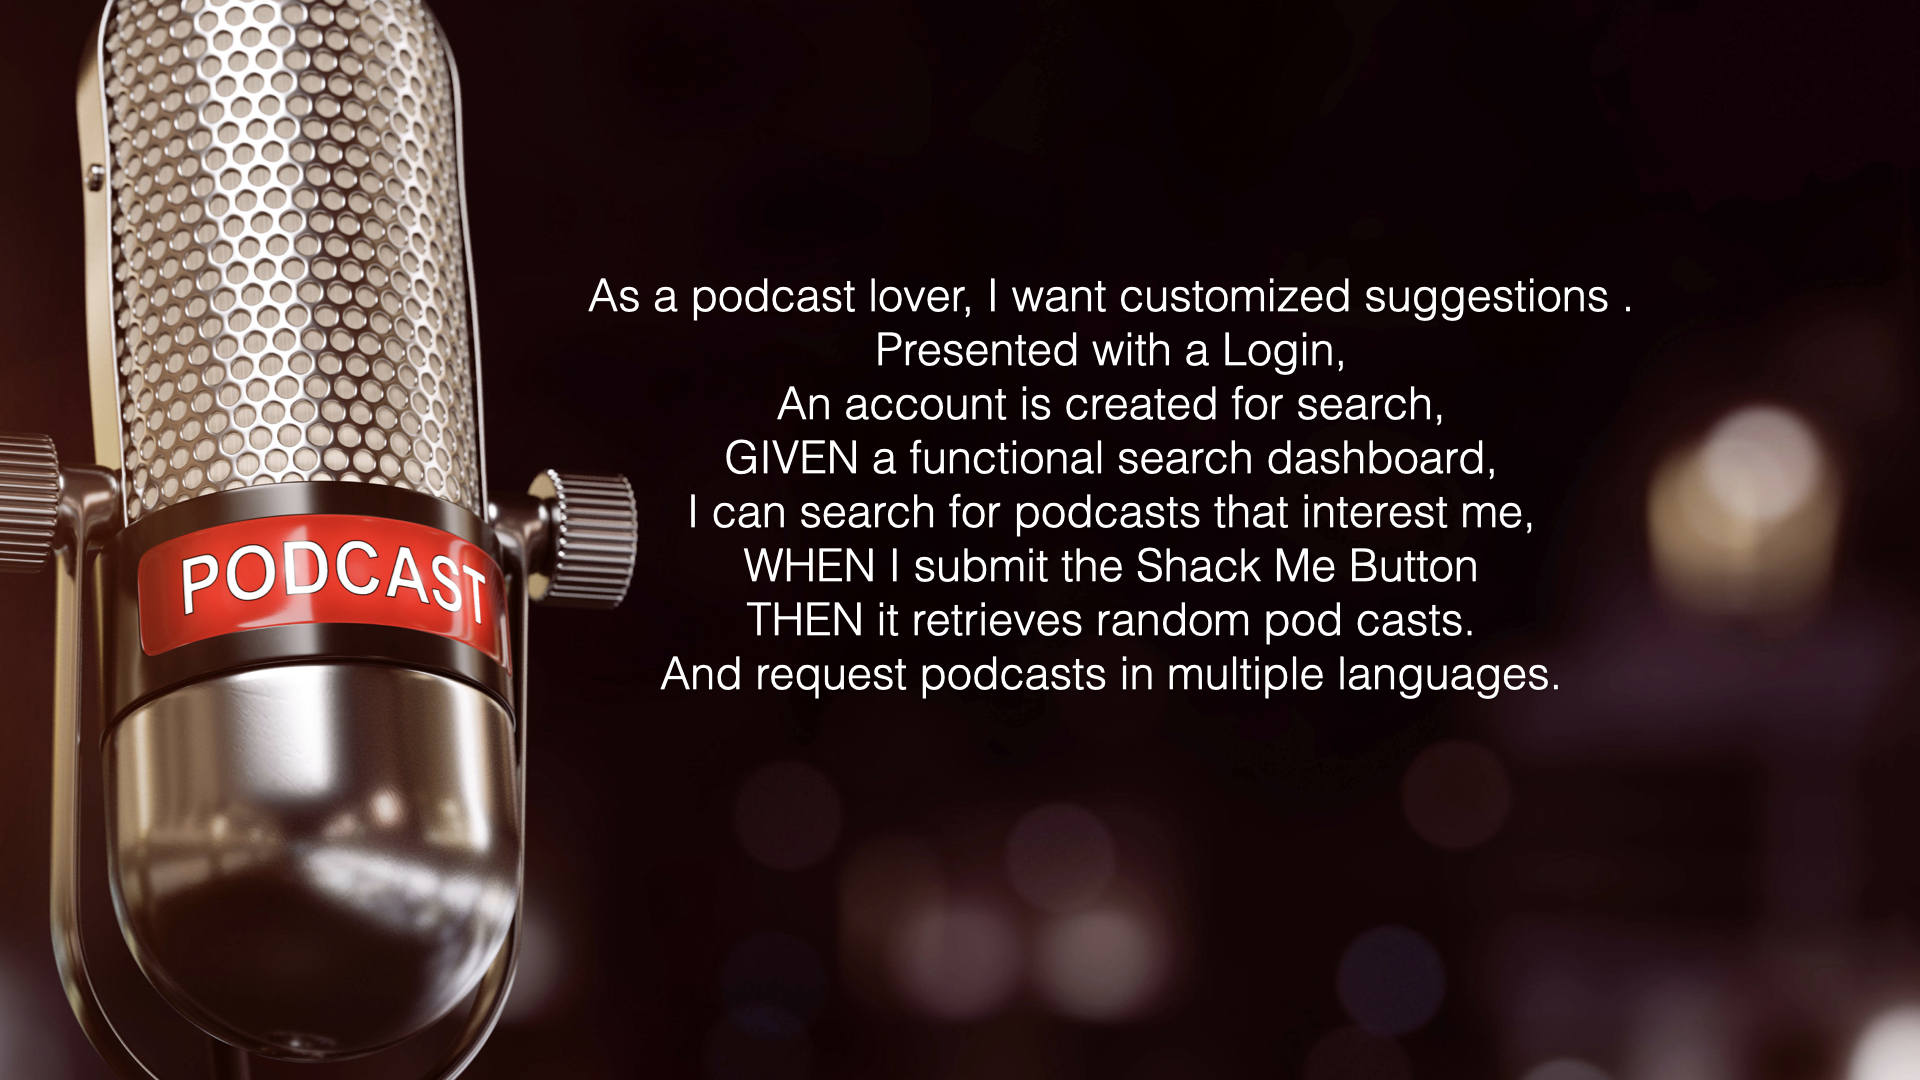 As a podcast lover, I want customized suggestions .
Presented with a Login,
An account is created for search,
GIVEN a functional search dashboard,
I can search for podcasts that interest me,
WHEN I submit the Shack Me Button
THEN it retrieves random pod casts.
And request podcasts in multiple languages.
PODCAST